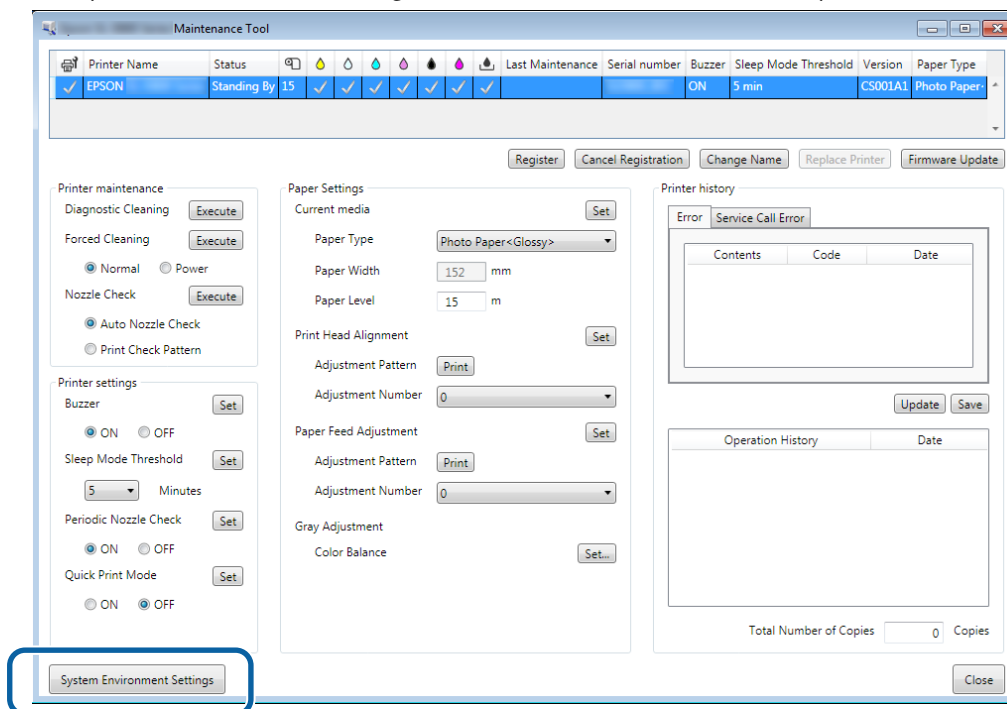 Maintenance Tool
Printer Name Status Last Maintenance Serial number Buzzer Sleep Mode Threshold Version Paper Type
EPSON Standing By 15 ON 5 min CS001A1 Photo Paper-
Register Cancel Registration Change Name Replace Printer Firmware Update
Printer maintenance
Diagnostic Cleaning Execute
Forced Cleaning Execute
Normal Power
Nozzle Check Execute
Auto Nozzle Check
Print Check Pattern
Printer settings
Buzzer Set
ON OFF
Sleep Mode Threshold Set
5 Minutes
Periodic Nozzle Check Set
ON OFF
Quick Print Mode Set
ON OFF
Paper Settings
Current media Set
Paper Type Photo Paper<Glossy>
Paper Width 152 mm
Paper Level 15 m
Print Head Alignment Set
Adjustment Pattern Print
Adjustment Number 0
Paper Feed Adjustment Set
Adjustment Pattern Print
Adjustment Number 0
Gray Adjustment
Color Balance Set...
Printer history
Error Service Call Error
Contents Code Date
Update Save
Operation History Date
Total Number of Copies 0 Copies
System Environment Settings Close